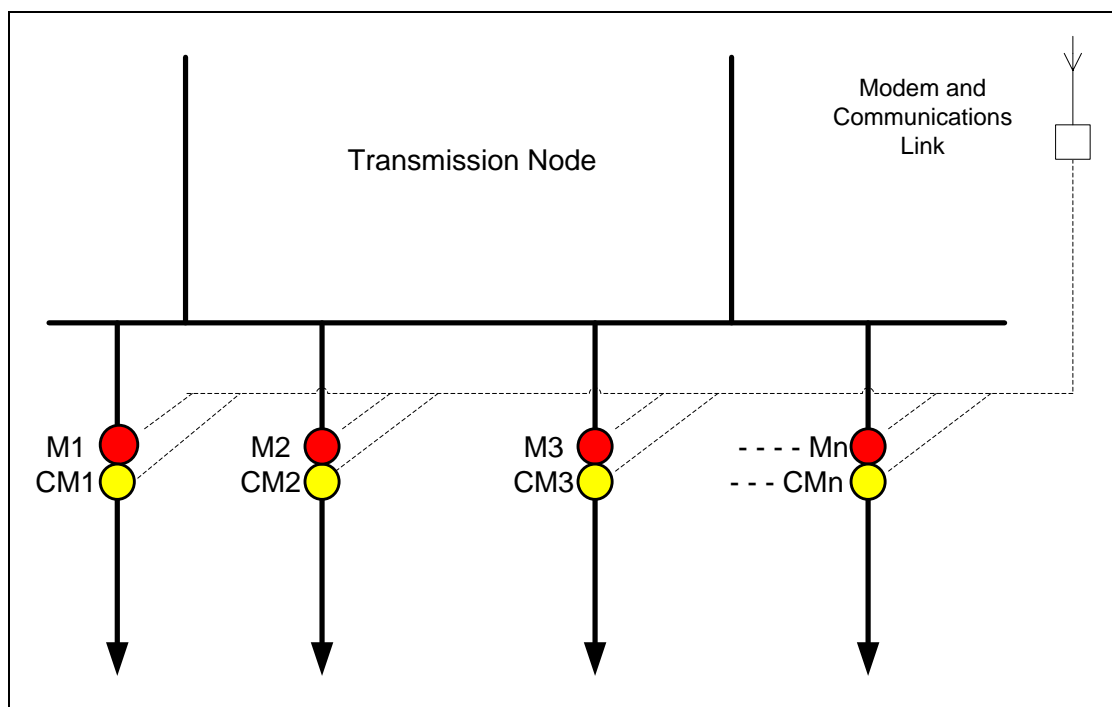 Modem and
Communications
Link
Transmission Node
M1
CM1
M2
CM2
M3
CM3
- - - - Mn
- - - CMn